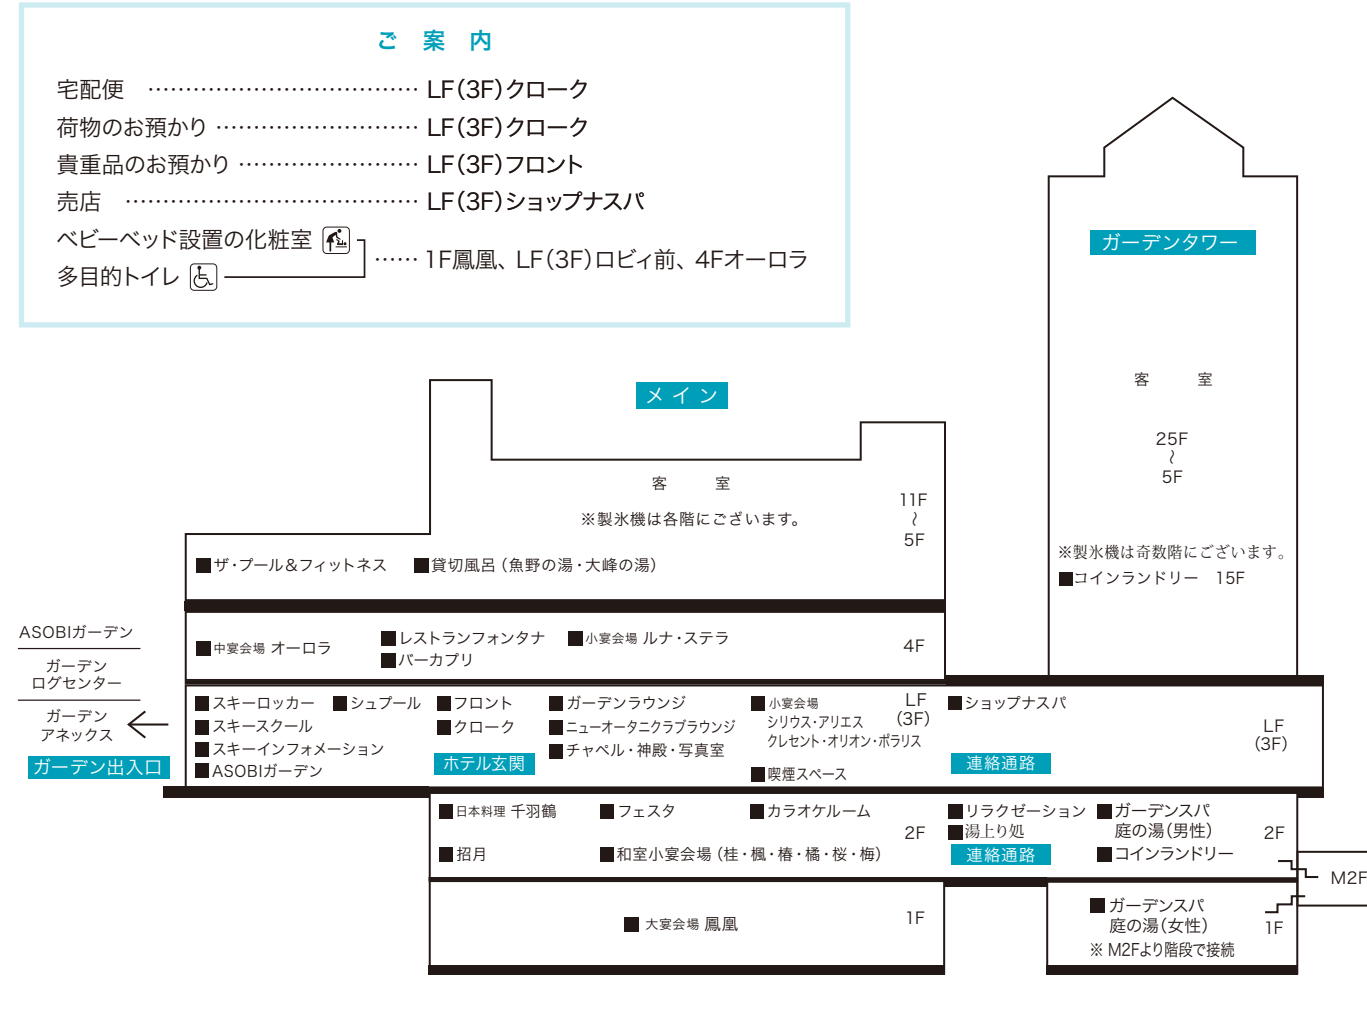 ご 案 内
宅配便 ………………………………… LF(3F)クローク
荷物のお預かり ……………………… LF(3F)クローク
貴重品のお預かり …………………… LF(3F)フロント
売店 ………………………………… LF(3F)ショップナスパ
ベビーベッド設置の化粧室
多目的トイレ
…… 1F鳳凰、LF(3F)ロビィ前、4Fオーロラ
ガーデンタワー
客 室
25F
〜
5F
※製氷機は奇数階にございます。
■コインランドリー 15F
メイン
客 室
※製氷機は各階にございます。
11F
〜
5F
■ザ・プール&フィットネス ■貸切風呂(魚野の湯・大峰の湯)
■中宴会場 オーロラ
■レストランフォンタナ
■バーカプリ
■小宴会場 ルナ・ステラ
4F
ASOBIガーデン
ガーデン
ログセンター
ガーデン
アネックス
ガーデン出入口
■スキーロッカー ■シュプール
■スキースクール
■スキーインフォメーション
■ASOBIガーデン
■フロント
■クローク
ホテル玄関
■ガーデンラウンジ
■ニューオータニクラブラウンジ
■チャペル・神殿・写真室
■小宴会場
シリウス・アリエス
クレセント・オリオン・ポラリス
■喫煙スペース
LF
(3F)
■ショップナスパ
連絡通路
LF
(3F)
■日本料理 千羽鶴 ■フェスタ ■カラオケルーム
■招月 ■和室小宴会場(桂・楓・椿・橘・桜・梅)
2F
■リラクゼーション
■湯上り処
連絡通路
■ガーデンスパ
庭の湯(男性)
■コインランドリー
2F
M2F
■大宴会場 鳳凰
1F
■ガーデンスパ
庭の湯(女性)
※ M2Fより階段で接続
1F